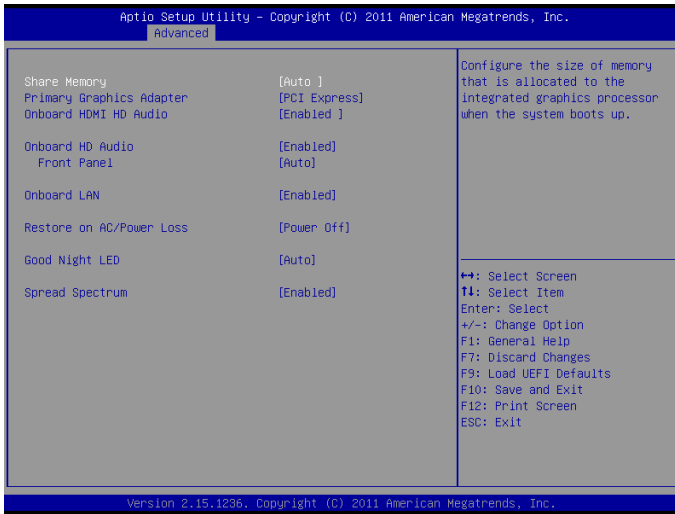 Aptio Setup Utility – Copyright (C) 2011 American Megatrends, Inc.
Advanced
Share Memory [Auto ]
Primary Graphics Adapter [PCI Express]
Onboard HDMI HD Audio [Enabled ]
Onboard HD Audio [Enabled]
Front Panel [Auto]
Onboard LAN [Enabled]
Restore on AC/Power Loss [Power Off]
Good Night LED [Auto]
Spread Spectrum [Enabled]
Configure the size of memory
that is allocated to the
integrated graphics processor
when the system boots up.
↔: Select Screen
↑↓: Select Item
Enter: Select
+/-: Change Option
F1: General Help
F7: Discard Changes
F9: Load UEFI Defaults
F10: Save and Exit
F12: Print Screen
ESC: Exit
Version 2.15.1236. Copyright (C) 2011 American Megatrends, Inc.